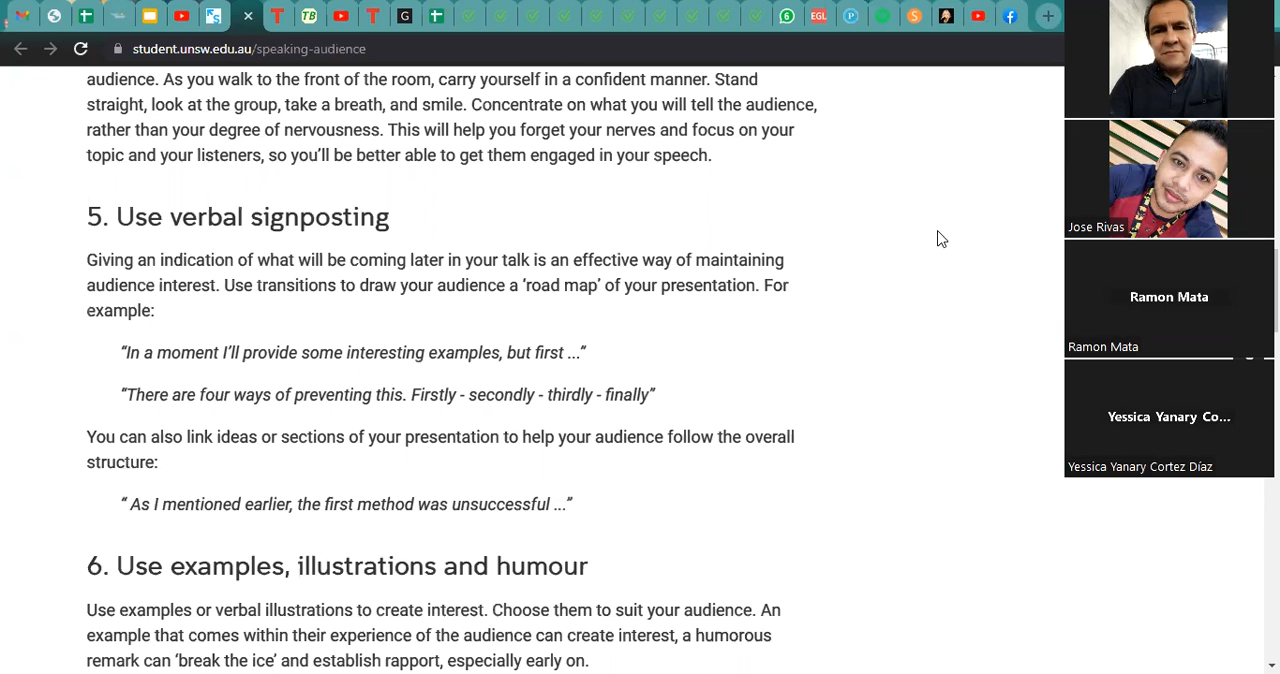 student.unsw.edu.au/speaking-audience
audience. As you walk to the front of the room, carry yourself in a confident manner. Stand
straight, look at the group, take a breath, and smile. Concentrate on what you will tell the audience,
rather than your degree of nervousness. This will help you forget your nerves and focus on your
topic and your listeners, so you’ll be better able to get them engaged in your speech.
5. Use verbal signposting
Giving an indication of what will be coming later in your talk is an effective way of maintaining
audience interest. Use transitions to draw your audience a ‘road map’ of your presentation. For
example:
“In a moment I’ll provide some interesting examples, but first ...”
“There are four ways of preventing this. Firstly - secondly - thirdly - finally”
You can also link ideas or sections of your presentation to help your audience follow the overall
structure:
“ As I mentioned earlier, the first method was unsuccessful ...”
6. Use examples, illustrations and humour
Use examples or verbal illustrations to create interest. Choose them to suit your audience. An
example that comes within their experience of the audience can create interest, a humorous
remark can ‘break the ice’ and establish rapport, especially early on.
Jose Rivas
Ramon Mata
Ramon Mata
Yessica Yanary Co...
Yessica Yanary Cortez Díaz